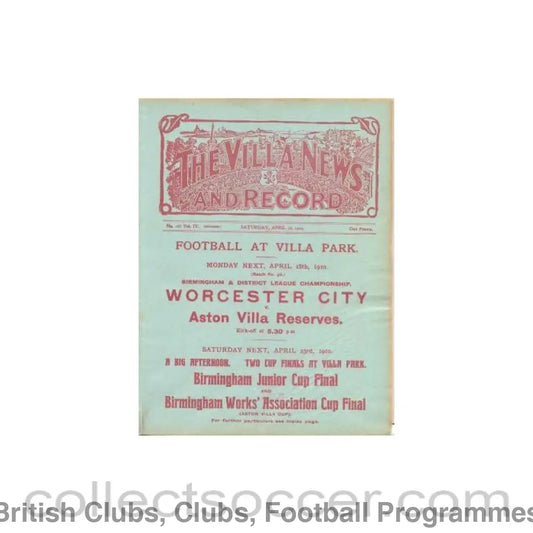 THE VILLA NEWS
AND RECORD
Vol. IV.
SATURDAY, APRIL
One Penny.
FOOTBALL AT VILLA PARK.
MONDAY NEXT, APRIL 18th, 1910.
BIRMINGHAM & DISTRICT LEAGUE CHAMPIONSHIP.
WORCESTER CITY
v.
Aston Villa Reserves.
Kick-off at 5.30 p.m.
SATURDAY NEXT, APRIL 23rd, 1910.
A BIG AFTERNOON. TWO CUP FINALS AT VILLA PARK.
Birmingham Junior Cup Final
AND
Birmingham Works' Association Cup Final
(ASTON VILLA CUP)
For further particulars see inside page.
collectsoccer.com
British Clubs, Clubs, Football Programmes